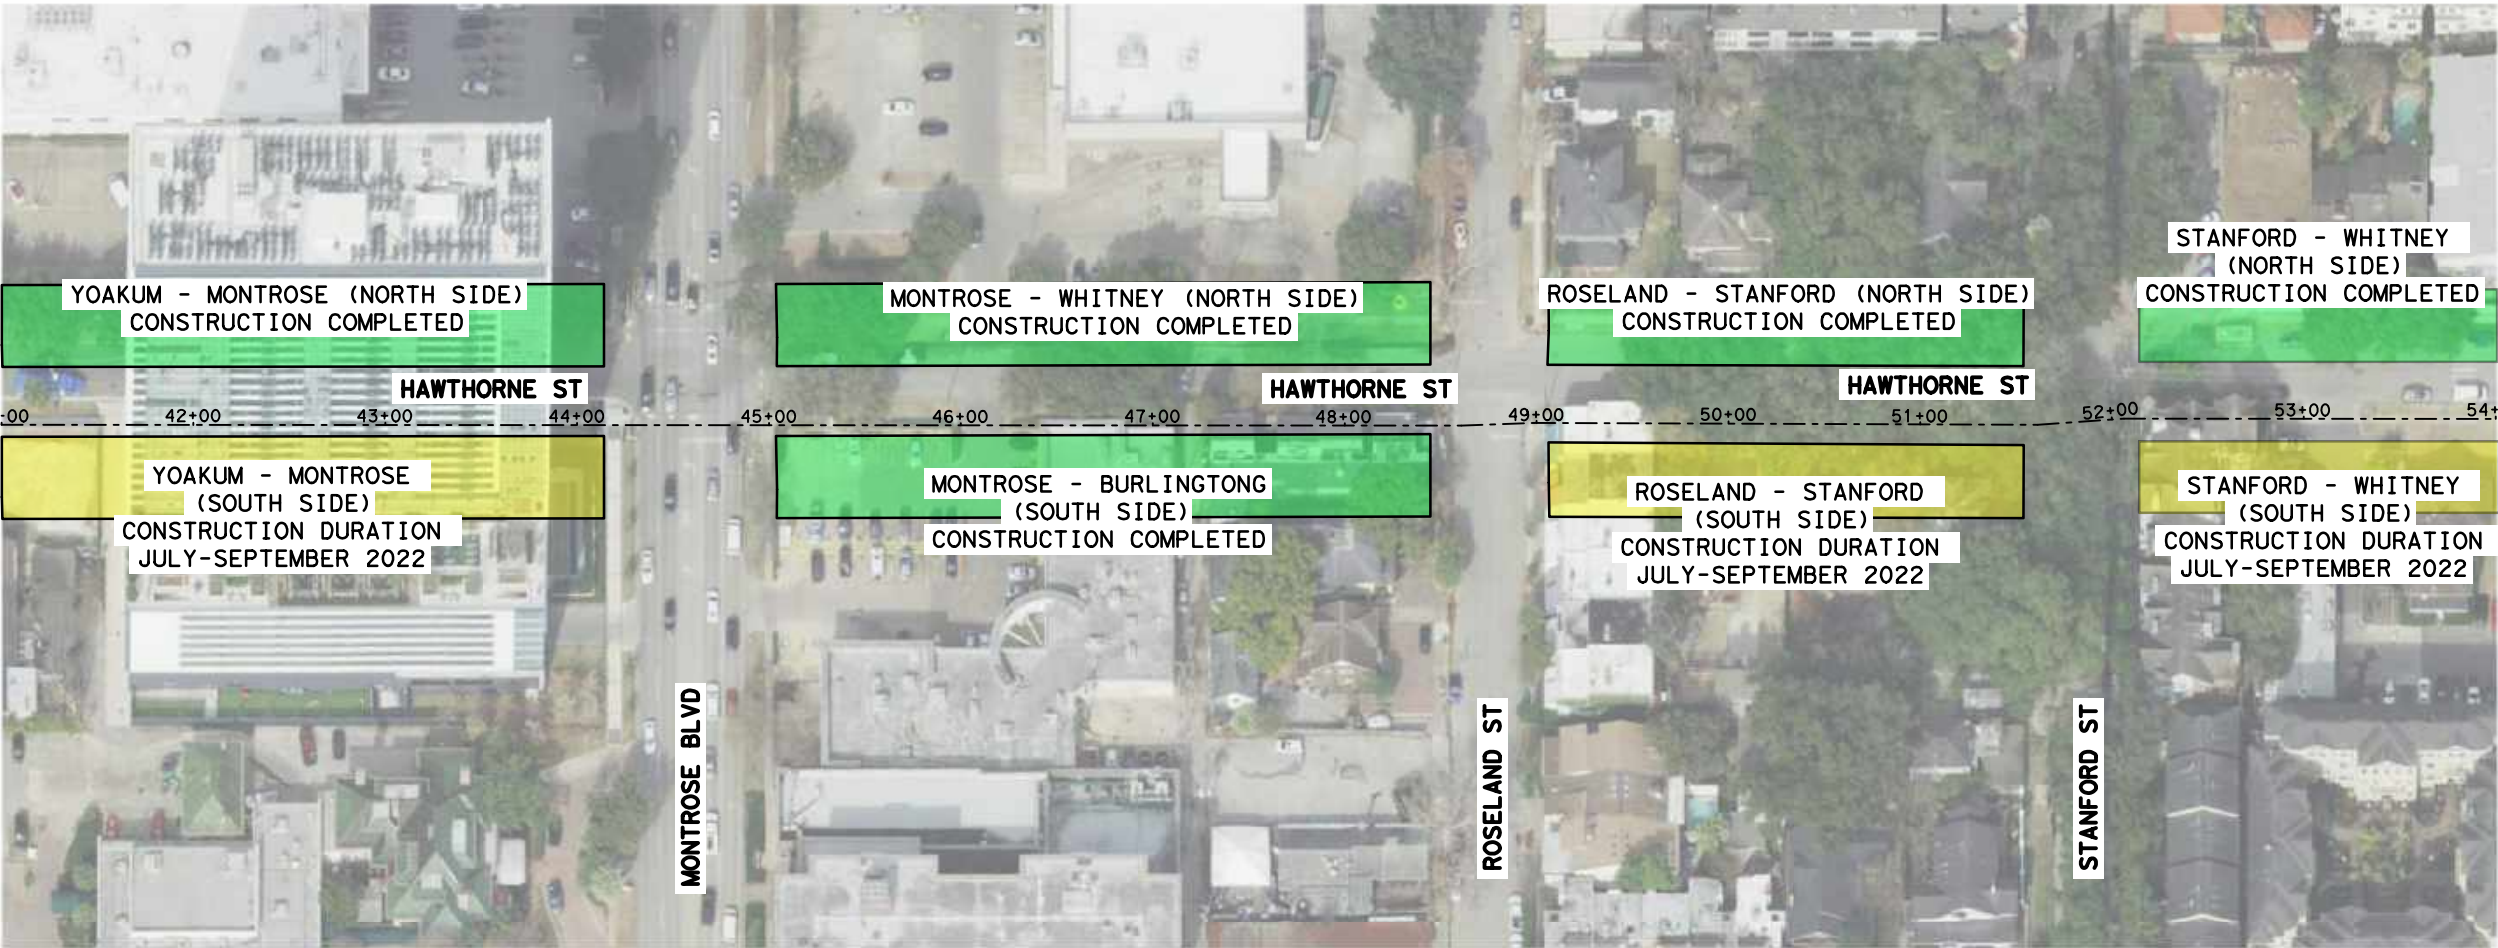 YOAKUM - MONTROSE (NORTH SIDE)
CONSTRUCTION COMPLETED
MONTROSE - WHITNEY (NORTH SIDE)
CONSTRUCTION COMPLETED
ROSELAND - STANFORD (NORTH SIDE)
CONSTRUCTION COMPLETED
STANFORD - WHITNEY
(NORTH SIDE)
CONSTRUCTION COMPLETED
HAWTHORNE ST
HAWTHORNE ST
HAWTHORNE ST
+00 42+00 43+00 44+00 45+00 46+00 47+00 48+00 49+00 50+00 51+00 52+00 53+00 54+
YOAKUM - MONTROSE
(SOUTH SIDE)
CONSTRUCTION DURATION
JULY-SEPTEMBER 2022
MONTROSE - BURLINGTONG
(SOUTH SIDE)
CONSTRUCTION COMPLETED
ROSELAND - STANFORD
(SOUTH SIDE)
CONSTRUCTION DURATION
JULY-SEPTEMBER 2022
STANFORD - WHITNEY
(SOUTH SIDE)
CONSTRUCTION DURATION
JULY-SEPTEMBER 2022
MONTROSE BLVD
ROSELAND ST
STANFORD ST